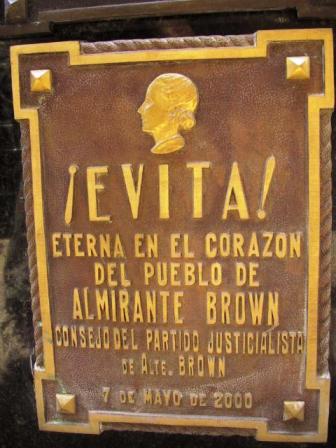 ¡EVITA!
ETERNA EN EL CORAZON
DEL PUEBLO DE
ALMIRANTE BROWN
CONSEJO DEL PARTIDO JUSTICIALISTA
DE ALTE. BROWN
7 DE MAYO DE 2000